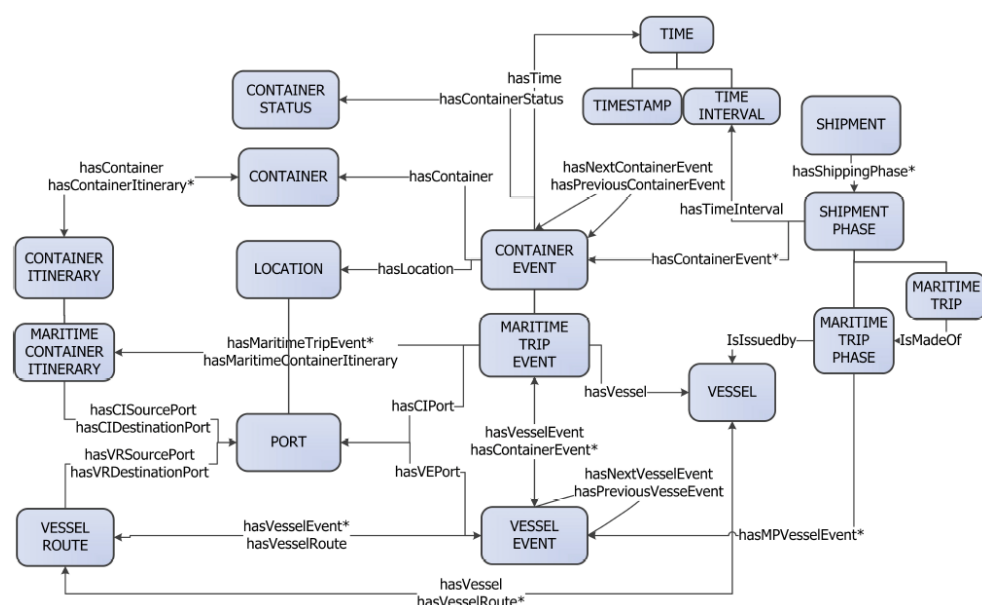 TIME
hasTime
CONTAINER
STATUS
hasContainerStatus
TIMESTAMP
TIME
INTERVAL
SHIPMENT
hasContainer
hasContainerItinerary*
CONTAINER
hasContainer
hasNextContainerEvent
hasPreviousContainerEvent
hasShippingPhase*
hasTimeInterval
SHIPMENT
PHASE
CONTAINER
ITINERARY
LOCATION
hasLocation
CONTAINER
EVENT
hasContainerEvent*
MARITIME
TRIP
MARITIME
CONTAINER
ITINERARY
hasMaritimeTripEvent*
hasMaritimeContainerItinerary
MARITIME
TRIP
EVENT
IsIssuedby
MARITIME
TRIP
PHASE
IsMadeOf
hasVessel
VESSEL
hasCISourcePort
hasCIDestinationPort
hasCIPort
PORT
hasVesselEvent
hasContainerEvent*
hasVRSourcePort
hasVRDestinationPort
hasVEPort
hasNextVesselEvent
hasPreviousVesseEvent
VESSEL
ROUTE
hasVesselEvent*
hasVesselRoute
VESSEL
EVENT
hasMPVesselEvent*
hasVessel
hasVesselRoute*